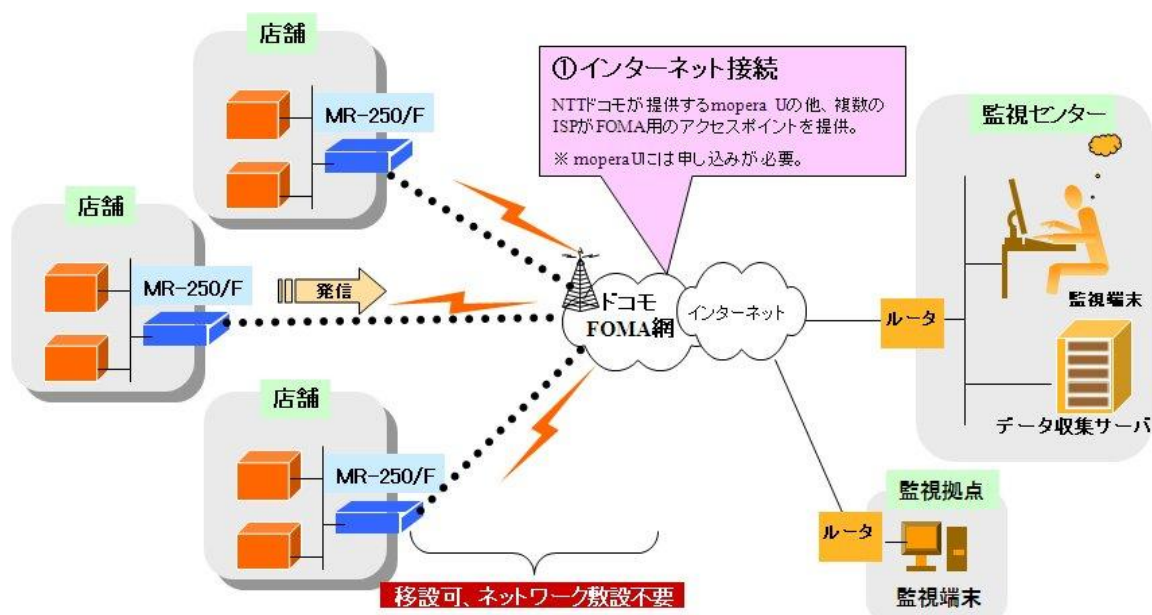 店舗
MR-250/F
店舗
MR-250/F
発信
店舗
MR-250/F
①インターネット接続
NTTドコモが提供するmopera Uの他、複数の
ISPがFOMA用のアクセスポイントを提供。
※ moperaUには申し込みが必要。
ドコモ
FOMA網
インターネット
監視センター
ルータ
監視端末
データ収集サーバ
監視拠点
ルータ
監視端末
移設可、ネットワーク敷設不要